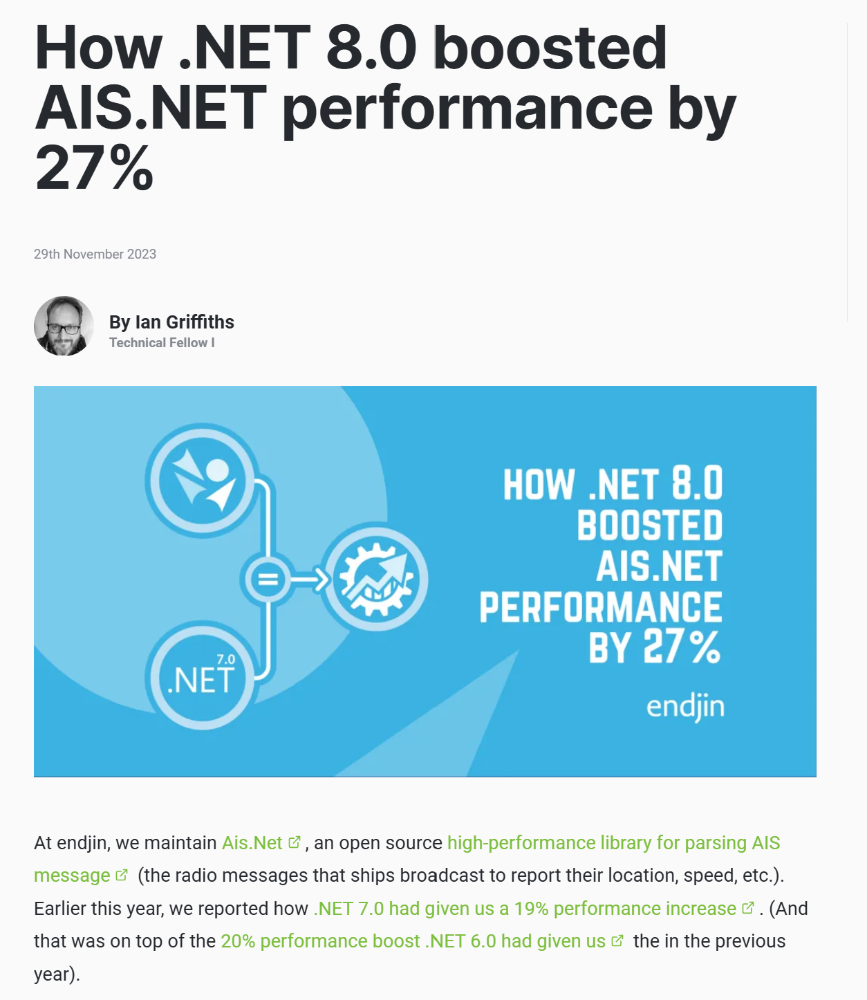 How .NET 8.0 boosted
AIS.NET performance by
27%
29th November 2023
By Ian Griffiths
Technical Fellow I
HOW .NET 8.0
BOOSTED
AIS.NET
PERFORMANCE
BY 27%
7.0
.NET
endjin
At endjin, we maintain Ais.Net , an open source high-performance library for parsing AIS
message (the radio messages that ships broadcast to report their location, speed, etc.).
Earlier this year, we reported how .NET 7.0 had given us a 19% performance increase . (And
that was on top of the 20% performance boost .NET 6.0 had given us the in the previous
year).